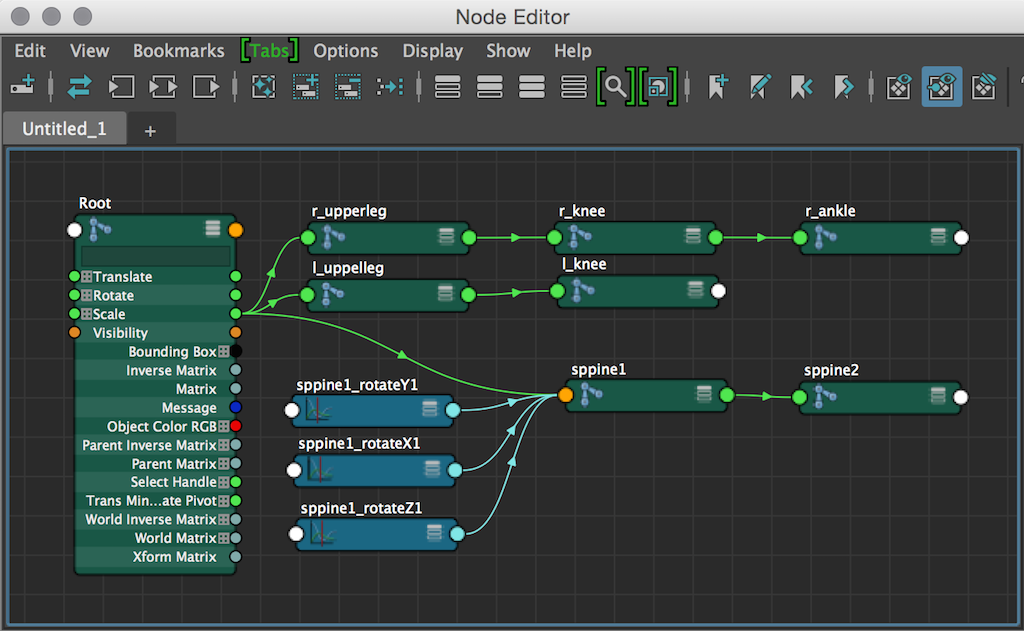 Node Editor
Edit View Bookmarks [Tabs] Options Display Show Help
Untitled_1 +
Root
r_upperleg
r_knee
r_ankle
l_uppelleg
l_knee
Translate
Rotate
Scale
Visibility
Bounding Box
Inverse Matrix
Matrix
Message
Object Color RGB
Parent Inverse Matrix
Parent Matrix
Select Handle
Trans Min...ate Pivot
World Inverse Matrix
World Matrix
Xform Matrix
sppine1
sppine2
sppine1_rotateY1
sppine1_rotateX1
sppine1_rotateZ1